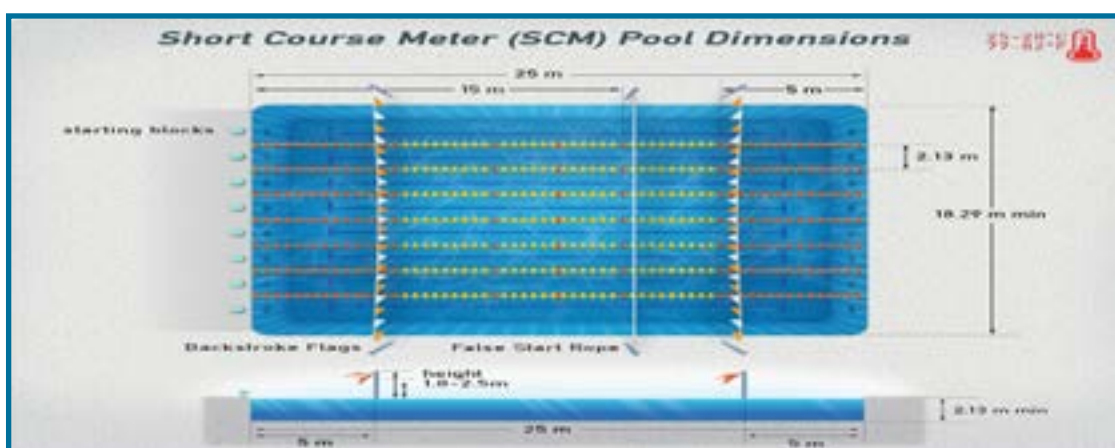 Short Course Meter (SCM) Pool Dimensions
25 m
15 m
5 m
starting blocks
2.13 m
18.29 m min
Backstroke Flags
False Start Rope
height
1.8-2.5m
2.13 m min
5 m
25 m
5 m